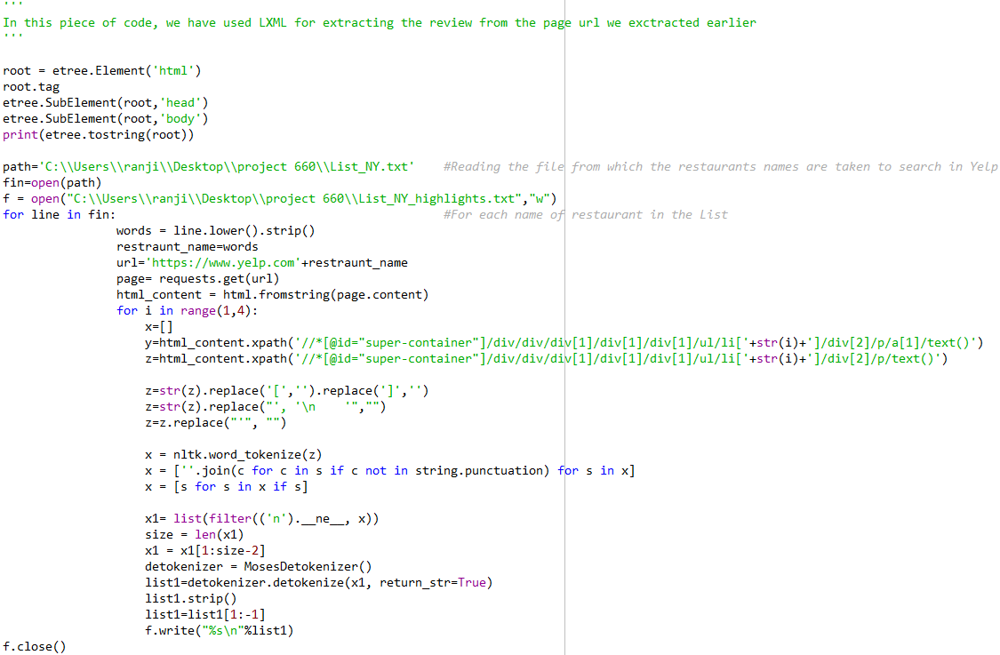 '''
In this piece of code, we have used LXML for extracting the review from the page url we exctracted earlier
'''
root = etree.Element('html')
root.tag
etree.SubElement(root,'head')
etree.SubElement(root,'body')
print(etree.tostring(root))
path='C:\\Users\\ranji\\Desktop\\project 660\\List_NY.txt'    #Reading the file from which the restaurants names are taken to search in Yelp
fin=open(path)
f = open("C:\\Users\\ranji\\Desktop\\project 660\\List_NY_highlights.txt","w")
for line in fin:                                              #For each name of restaurant in the List
                words = line.lower().strip()
                restraunt_name=words
                url='https://www.yelp.com'+restraunt_name
                page= requests.get(url)
                html_content = html.fromstring(page.content)
                for i in range(1,4):
                    x=[]
                    y=html_content.xpath('//*[@id="super-container"]/div/div/div[1]/div[1]/div[1]/ul/li['+str(i)+']/div[2]/p/a[1]/text()')
                    z=html_content.xpath('//*[@id="super-container"]/div/div/div[1]/div[1]/div[1]/ul/li['+str(i)+']/div[2]/p/text()')
                    z=str(z).replace('[','').replace(']','')
                    z=str(z).replace("', '\n    '","")
                    z=z.replace("'", "")
                    x = nltk.word_tokenize(z)
                    x = [''.join(c for c in s if c not in string.punctuation) for s in x]
                    x = [s for s in x if s]
                    x1= list(filter(('n').__ne__, x))
                    size = len(x1)
                    x1 = x1[1:size-2]
                    detokenizer = MosesDetokenizer()
                    list1=detokenizer.detokenize(x1, return_str=True)
                    list1.strip()
                    list1=list1[1:-1]
                    f.write("%s\n"%list1)
f.close()